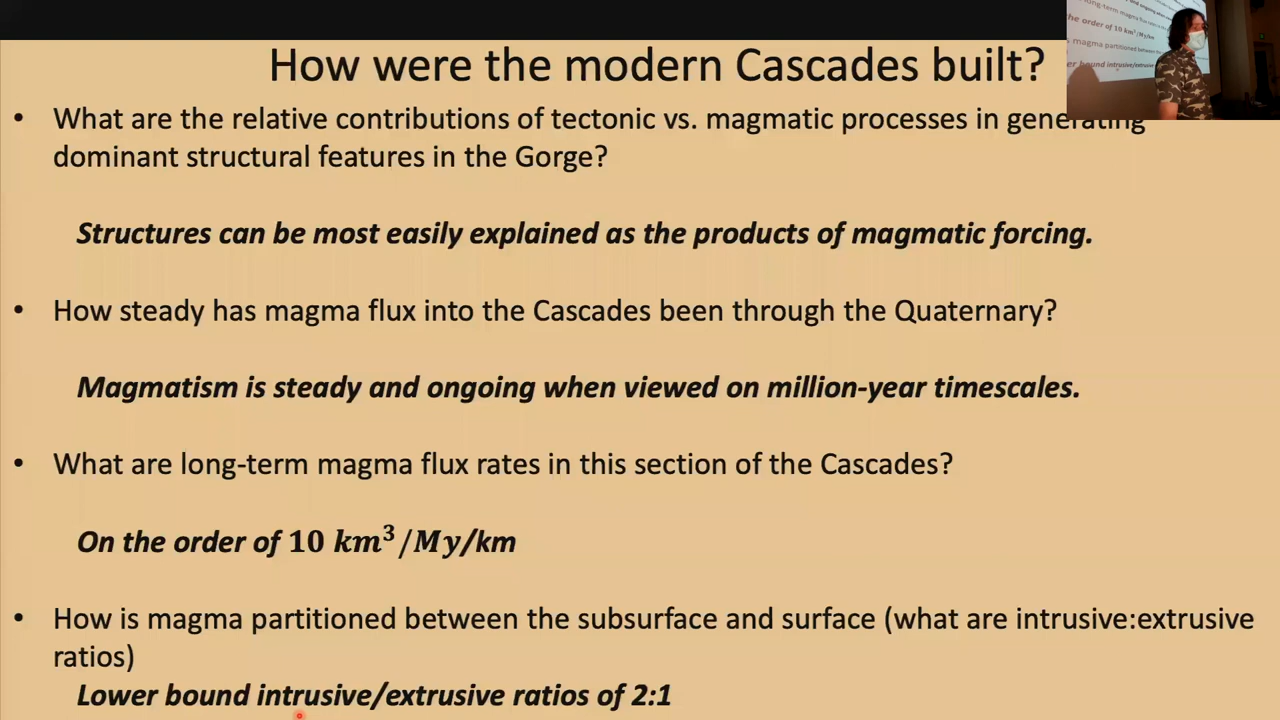 How were the modern Cascades built?
• What are the relative contributions of tectonic vs. magmatic processes in generating
dominant structural features in the Gorge?
Structures can be most easily explained as the products of magmatic forcing.
• How steady has magma flux into the Cascades been through the Quaternary?
Magmatism is steady and ongoing when viewed on million-year timescales.
• What are long-term magma flux rates in this section of the Cascades?
On the order of 10 km³/My/km
• How is magma partitioned between the subsurface and surface (what are intrusive:extrusive
ratios)
Lower bound intrusive/extrusive ratios of 2:1